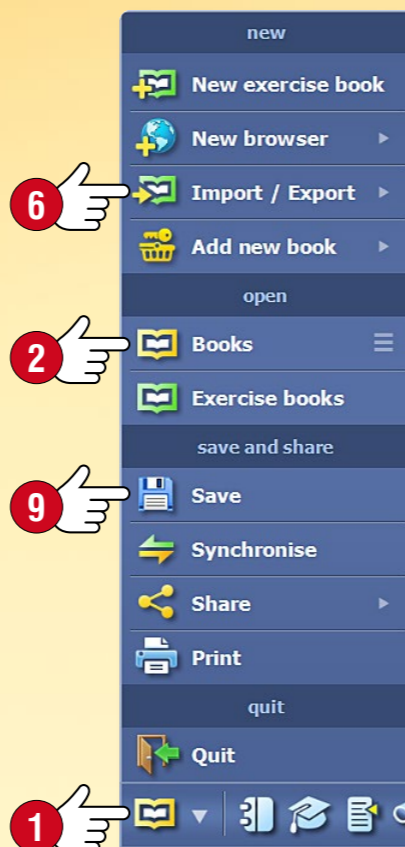 new
New exercise book
New browser
6
Import / Export
Add new book
open
2
Books
Exercise books
save and share
9
Save
Synchronise
Share
Print
quit
Quit
1